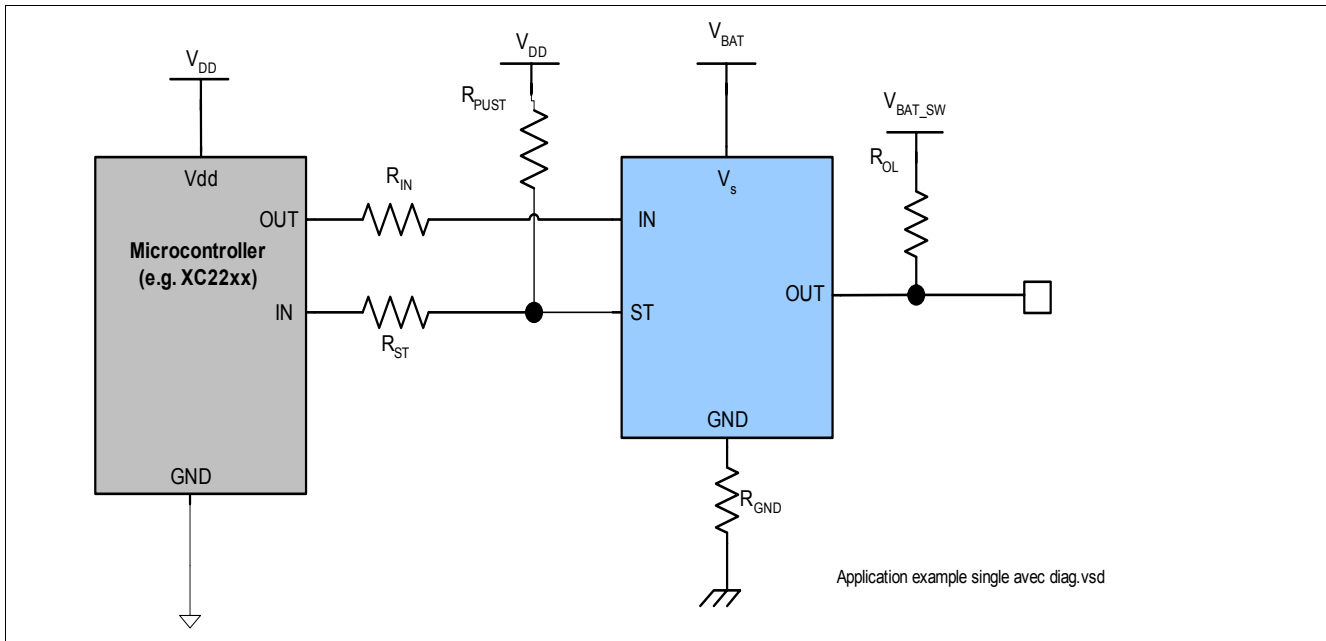 V_DD
V_DD
V_BAT
R_PUST
V_BAT_SW
R_OL
Vdd
R_IN
V_s
OUT
IN
Microcontroller
(e.g. XC22xx)
IN
ST
OUT
R_ST
GND
GND
R_GND
Application example single avec diag.vsd